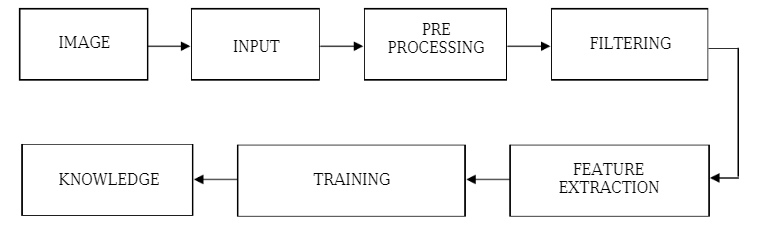 IMAGE
INPUT
PRE
PROCESSING
FILTERING
FEATURE
EXTRACTION
TRAINING
KNOWLEDGE